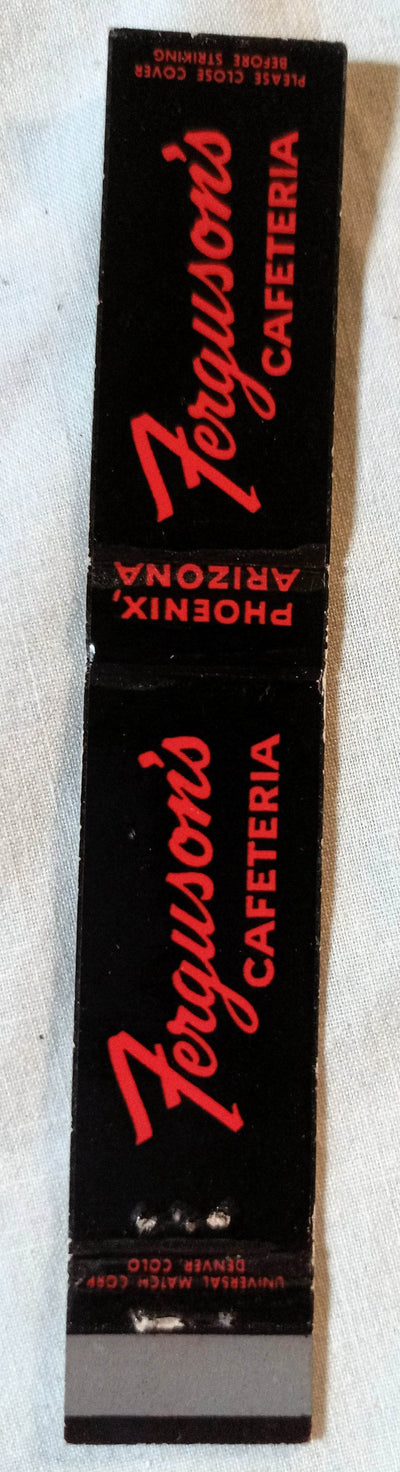 PLEASE CLOSE COVER
BEFORE STRIKING
Ferguson's
CAFETERIA
PHOENIX,
ARIZONA
Ferguson's
CAFETERIA
UNIVERSAL MATCH CORP
DENVER, COLO